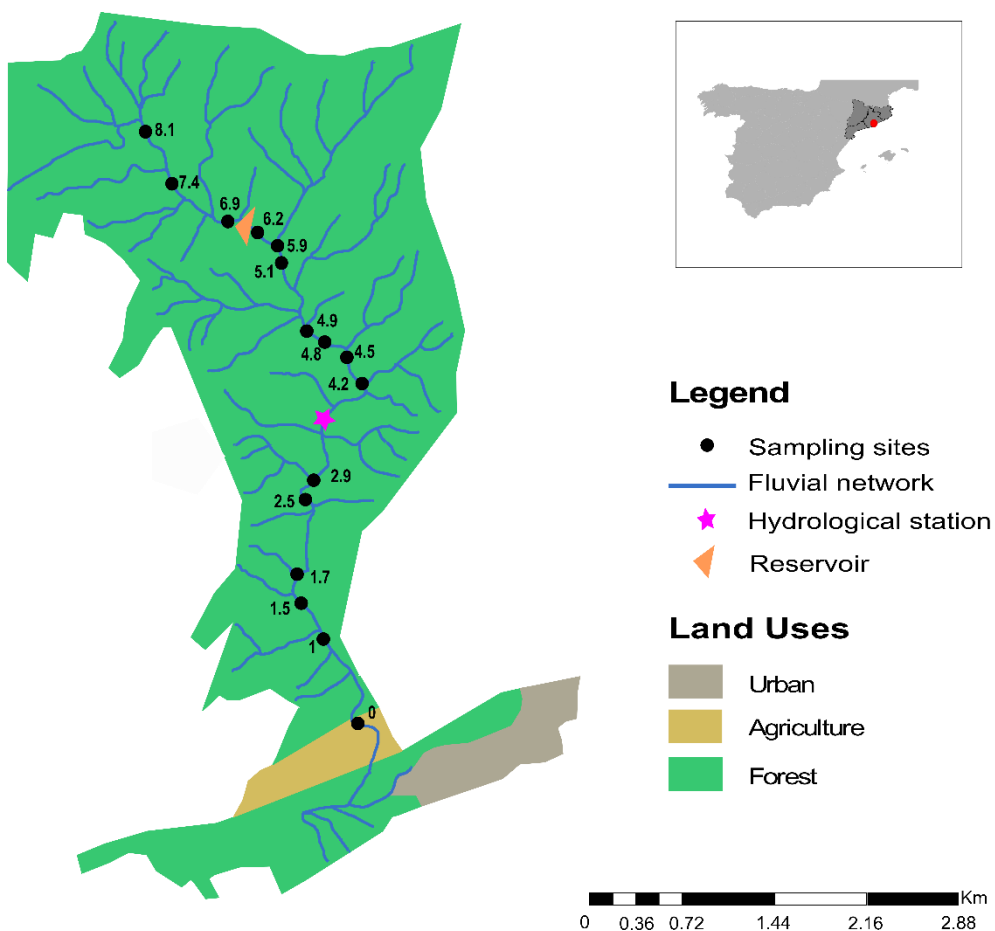 8.1
7.4
6.9
6.2
5.9
5.1
4.9
4.8
4.5
4.2
2.9
2.5
1.7
1.5
1
0
Legend
Sampling sites
Fluvial network
Hydrological station
Reservoir
Land Uses
Urban
Agriculture
Forest
Km
0 0.36 0.72 1.44 2.16 2.88